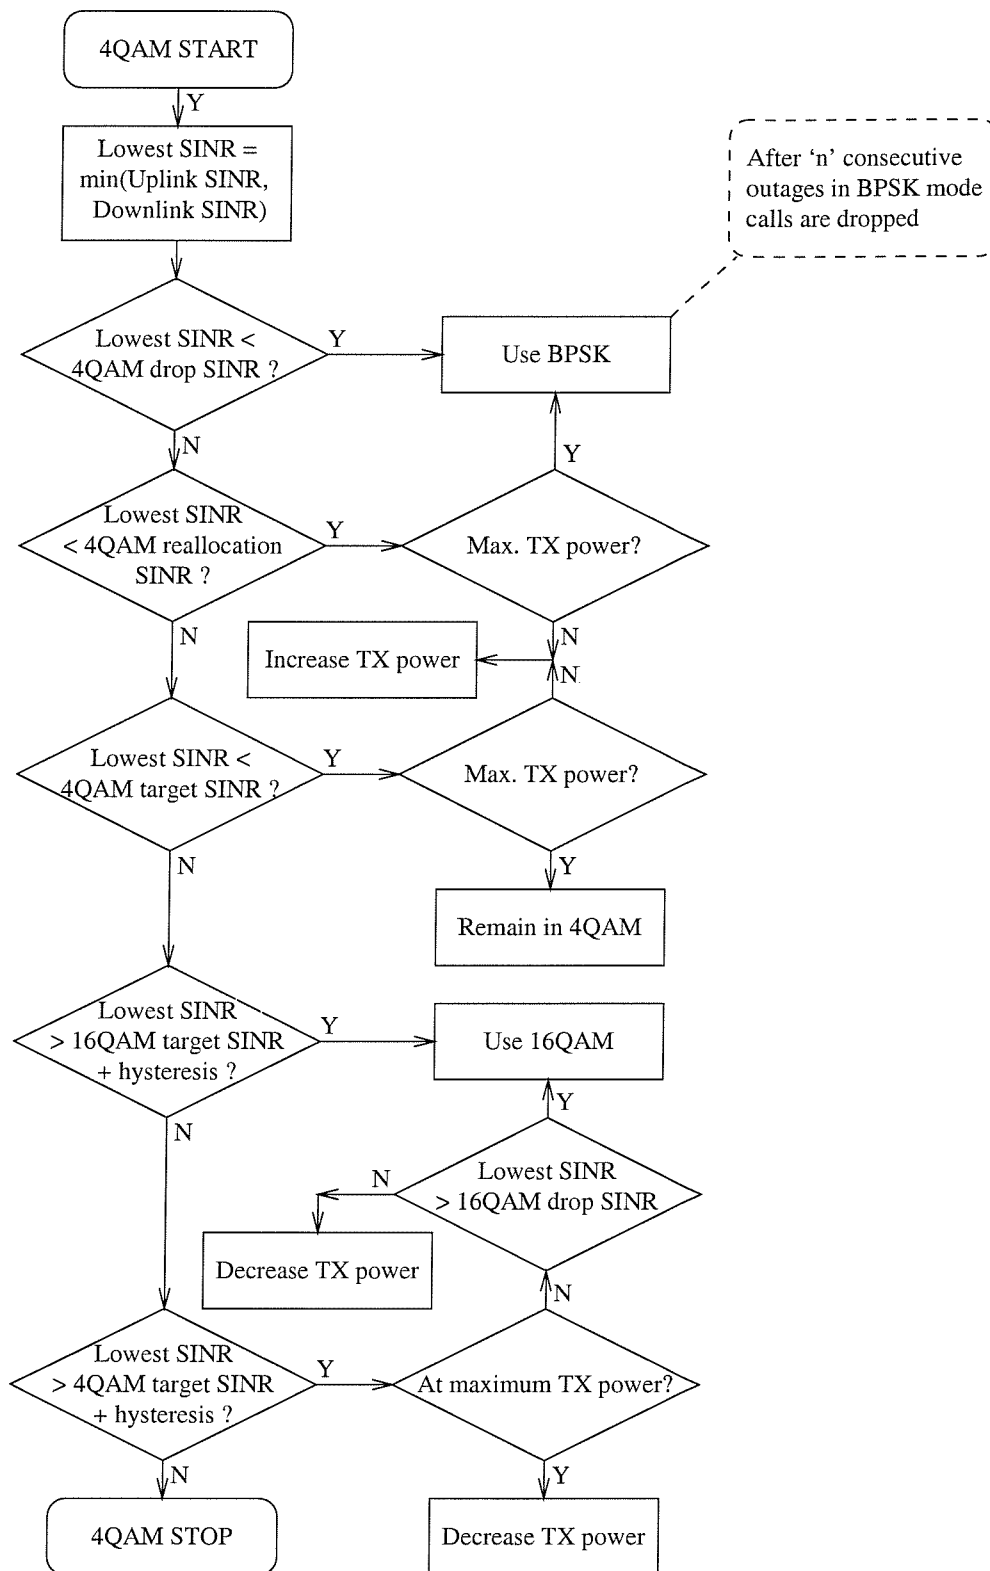 4QAM START
Y
Lowest SINR =
min(Uplink SINR,
Downlink SINR)
After ‘n’ consecutive
outages in BPSK mode
calls are dropped
Lowest SINR <
4QAM drop SINR ?
Y
Use BPSK
N
Y
Lowest SINR
< 4QAM reallocation
SINR ?
Y
Max. TX power?
N
N
Increase TX power
N
Lowest SINR <
4QAM target SINR ?
Y
Max. TX power?
N
Y
Remain in 4QAM
Lowest SINR
> 16QAM target SINR
+ hysteresis ?
Y
Use 16QAM
N
Y
Lowest SINR
> 16QAM drop SINR
N
Decrease TX power
N
Lowest SINR
> 4QAM target SINR
+ hysteresis ?
Y
At maximum TX power?
N
Y
4QAM STOP
Decrease TX power